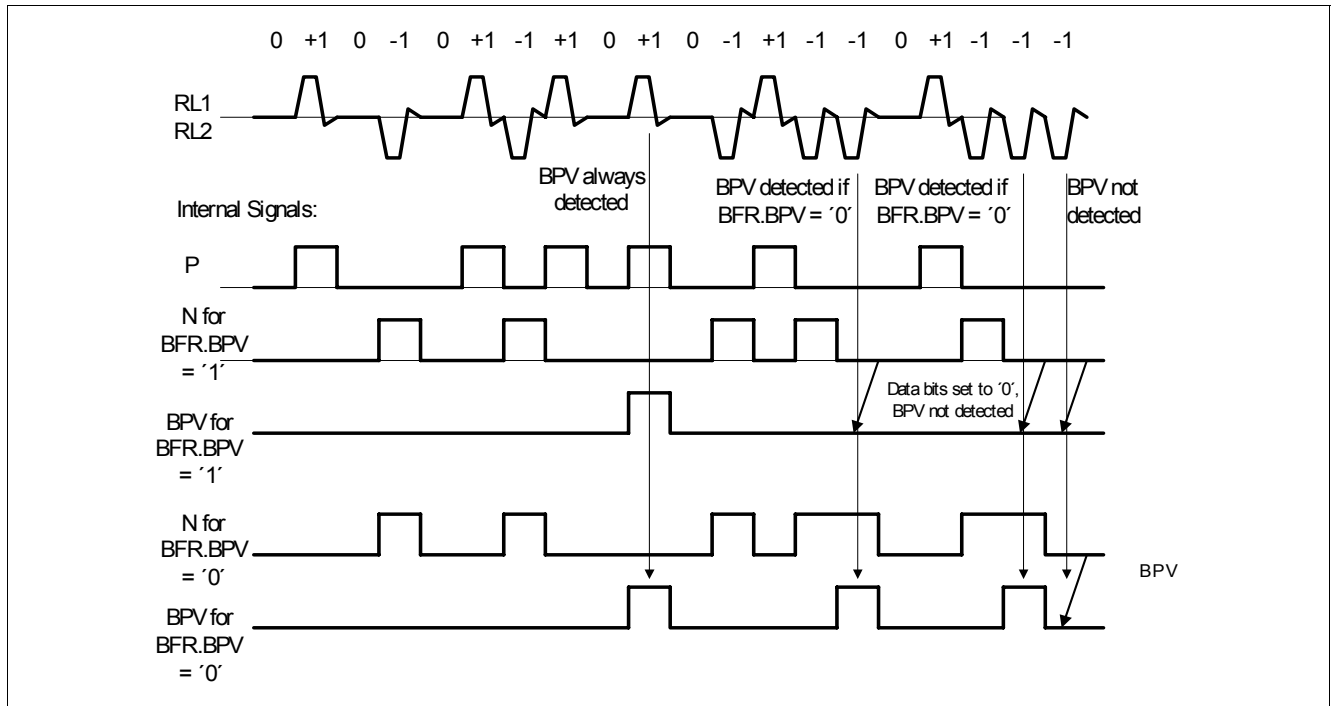 0 +1 0 -1 0 +1 -1 +1 0 +1 0 -1 +1 -1 -1 0 +1 -1 -1
RL1
RL2
BPV always
detected
BPV detected if
BFR.BPV = ´0´
BPV detected if
BFR.BPV = ´0´
BPV not
detected
Internal Signals:
P
N for
BFR.BPV
= ´1´
Data bits set to ´0´,
BPV not detected
BPV for
BFR.BPV
= ´1´
N for
BFR.BPV
= ´0´
BPV
BPV for
BFR.BPV
= ´0´